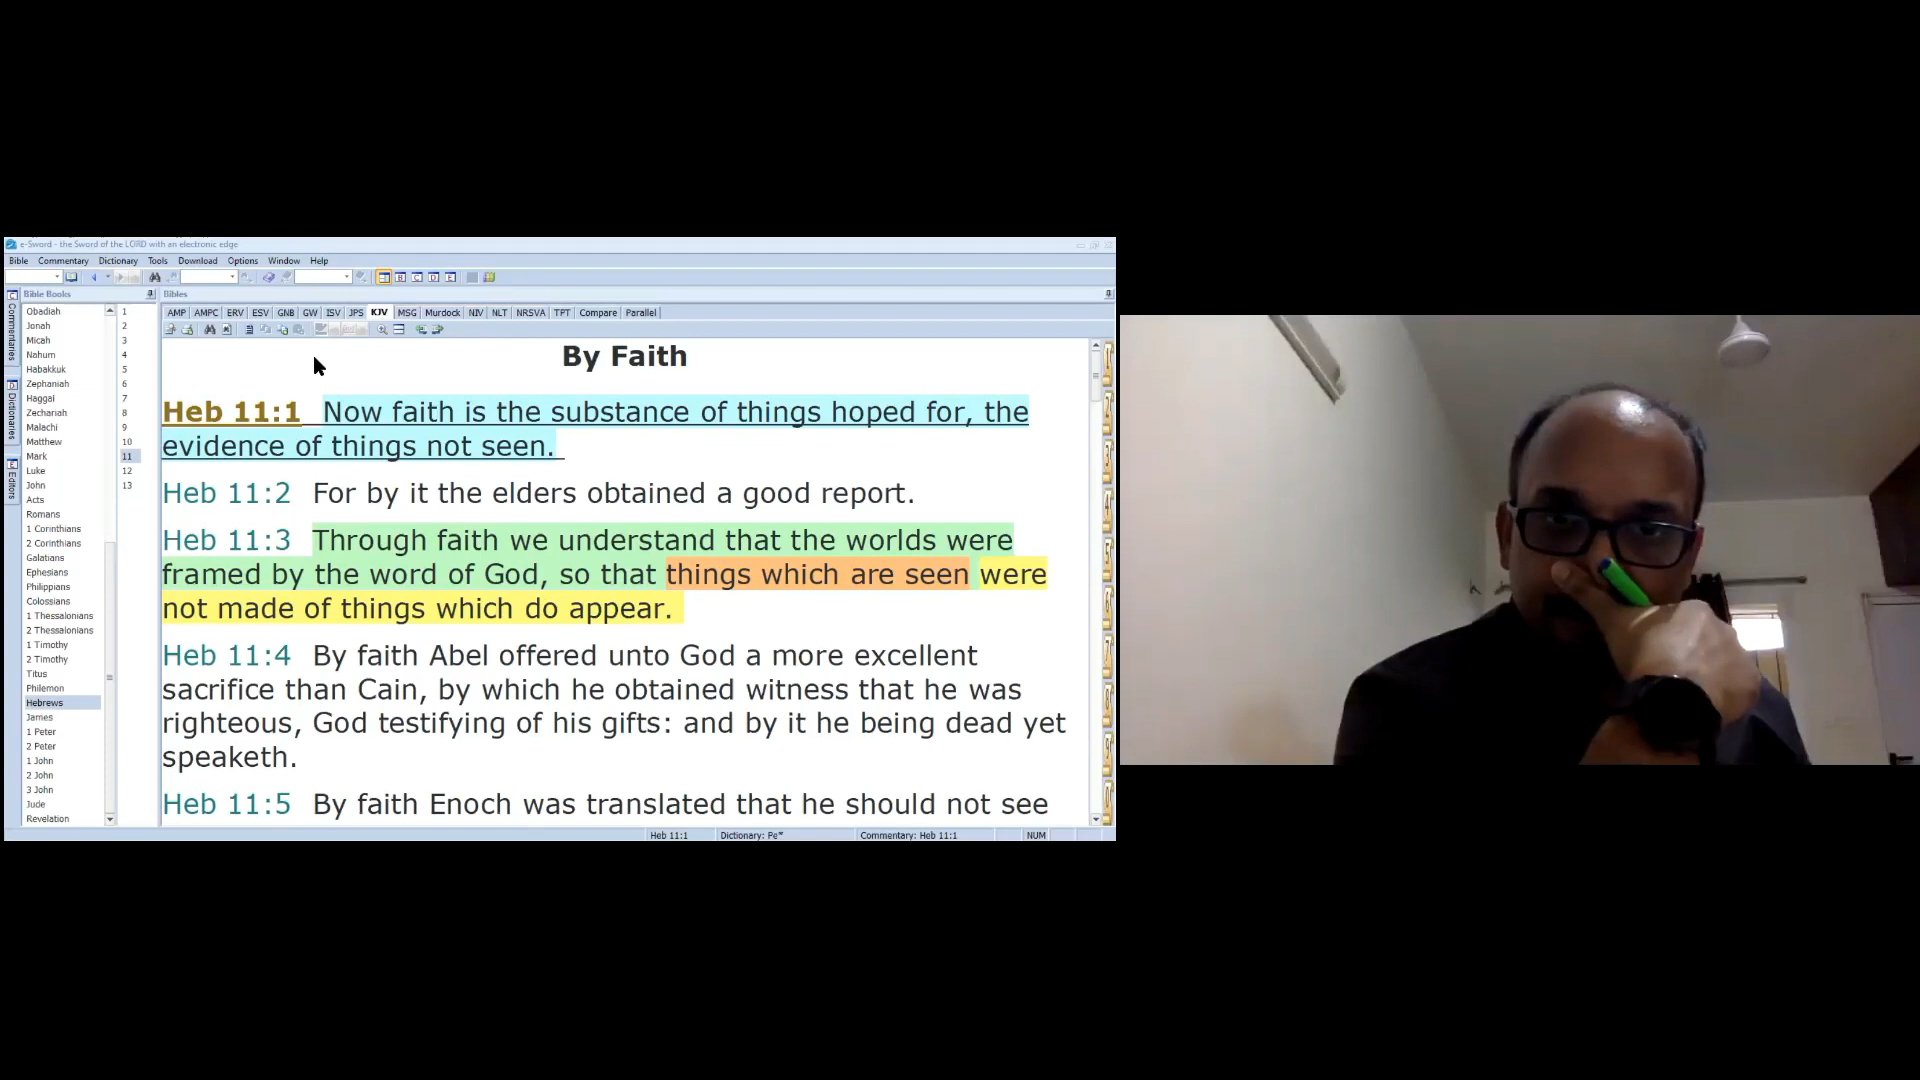 e-Sword - the Sword of the LORD with an electronic edge
Bible Commentary Dictionary Tools Download Options Window Help
Bible Books
Bibles
Commentaries
Dictionaries
Editors
Obadiah
Jonah
Micah
Nahum
Habakkuk
Zephaniah
Haggai
Zechariah
Malachi
Matthew
Mark
Luke
John
Acts
Romans
1 Corinthians
2 Corinthians
Galatians
Ephesians
Philippians
Colossians
1 Thessalonians
2 Thessalonians
1 Timothy
2 Timothy
Titus
Philemon
Hebrews
James
1 Peter
2 Peter
1 John
2 John
3 John
Jude
Revelation
1
2
3
4
5
6
7
8
9
10
11
12
13
AMP AMPC ERV ESV GNB GW ISV JPS KJV MSG Murdock NIV NLT NRSVA TPT Compare Parallel
By Faith
Heb 11:1 Now faith is the substance of things hoped for, the
evidence of things not seen.
Heb 11:2 For by it the elders obtained a good report.
Heb 11:3 Through faith we understand that the worlds were
framed by the word of God, so that things which are seen were
not made of things which do appear.
Heb 11:4 By faith Abel offered unto God a more excellent
sacrifice than Cain, by which he obtained witness that he was
righteous, God testifying of his gifts: and by it he being dead yet
speaketh.
Heb 11:5 By faith Enoch was translated that he should not see
Heb 11:1 Dictionary: Pe* Commentary: Heb 11:1 NUM